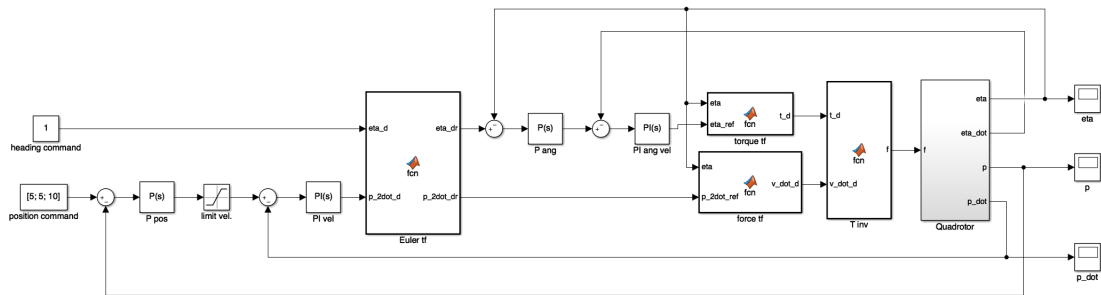 1
heading command
[5; 5; 10]
position command
+
−
P(s)
P pos
limit vel.
+
−
PI(s)
PI vel
eta_d
p_2dot_d
fcn
eta_dr
p_2dot_dr
Euler tf
+
−
P(s)
P ang
+
−
PI(s)
PI ang vel
eta
eta_ref
fcn
t_d
torque tf
eta
p_2dot_ref
fcn
v_dot_d
force tf
t_d
v_dot_d
fcn
f
T inv
f
eta
eta_dot
p
p_dot
Quadrotor
eta
p
p_dot